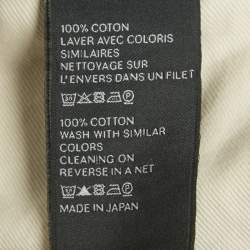 100% COTTON
LAVER AVEC COLORIS
SIMILAIRES
NETTOYAGE SUR
L'ENVERS DANS UN FILET
100% COTTON
WASH WITH SIMILAR
COLORS
CLEANING ON
REVERSE IN A NET
MADE IN JAPAN